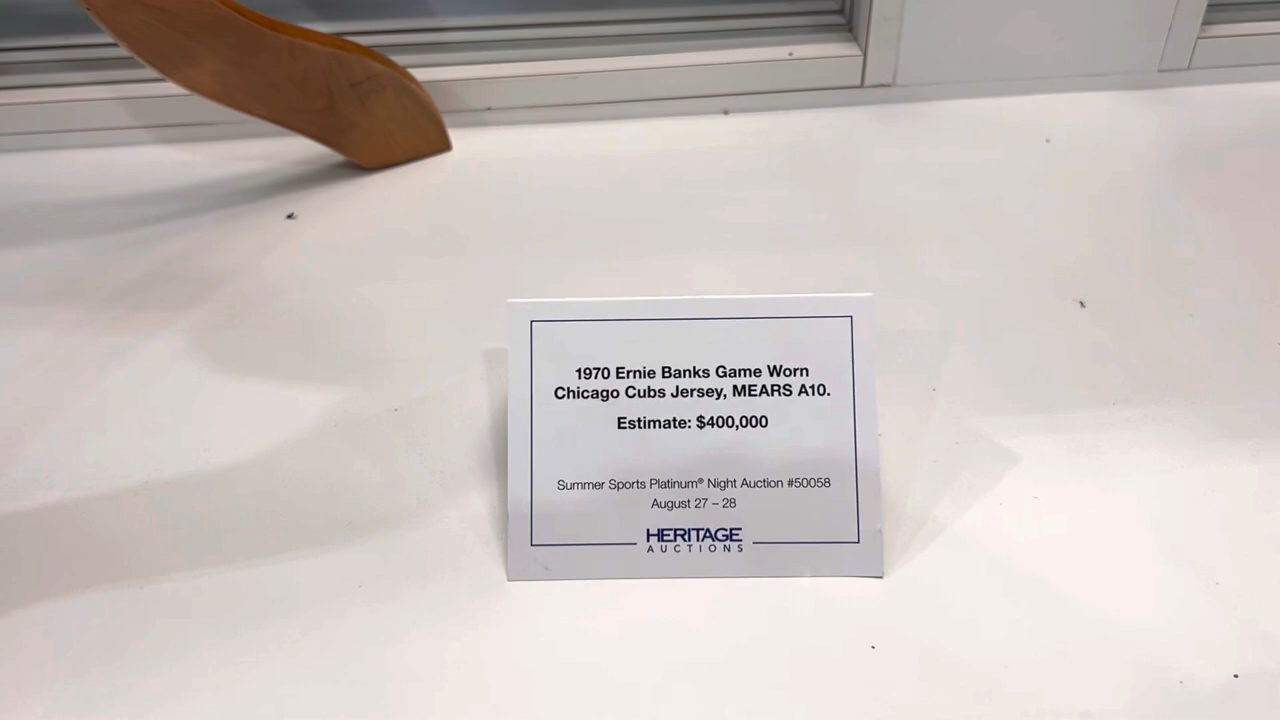 1970 Ernie Banks Game Worn
Chicago Cubs Jersey, MEARS A10.
Estimate: $400,000
Summer Sports Platinum® Night Auction #50058
August 27 – 28
HERITAGE
AUCTIONS